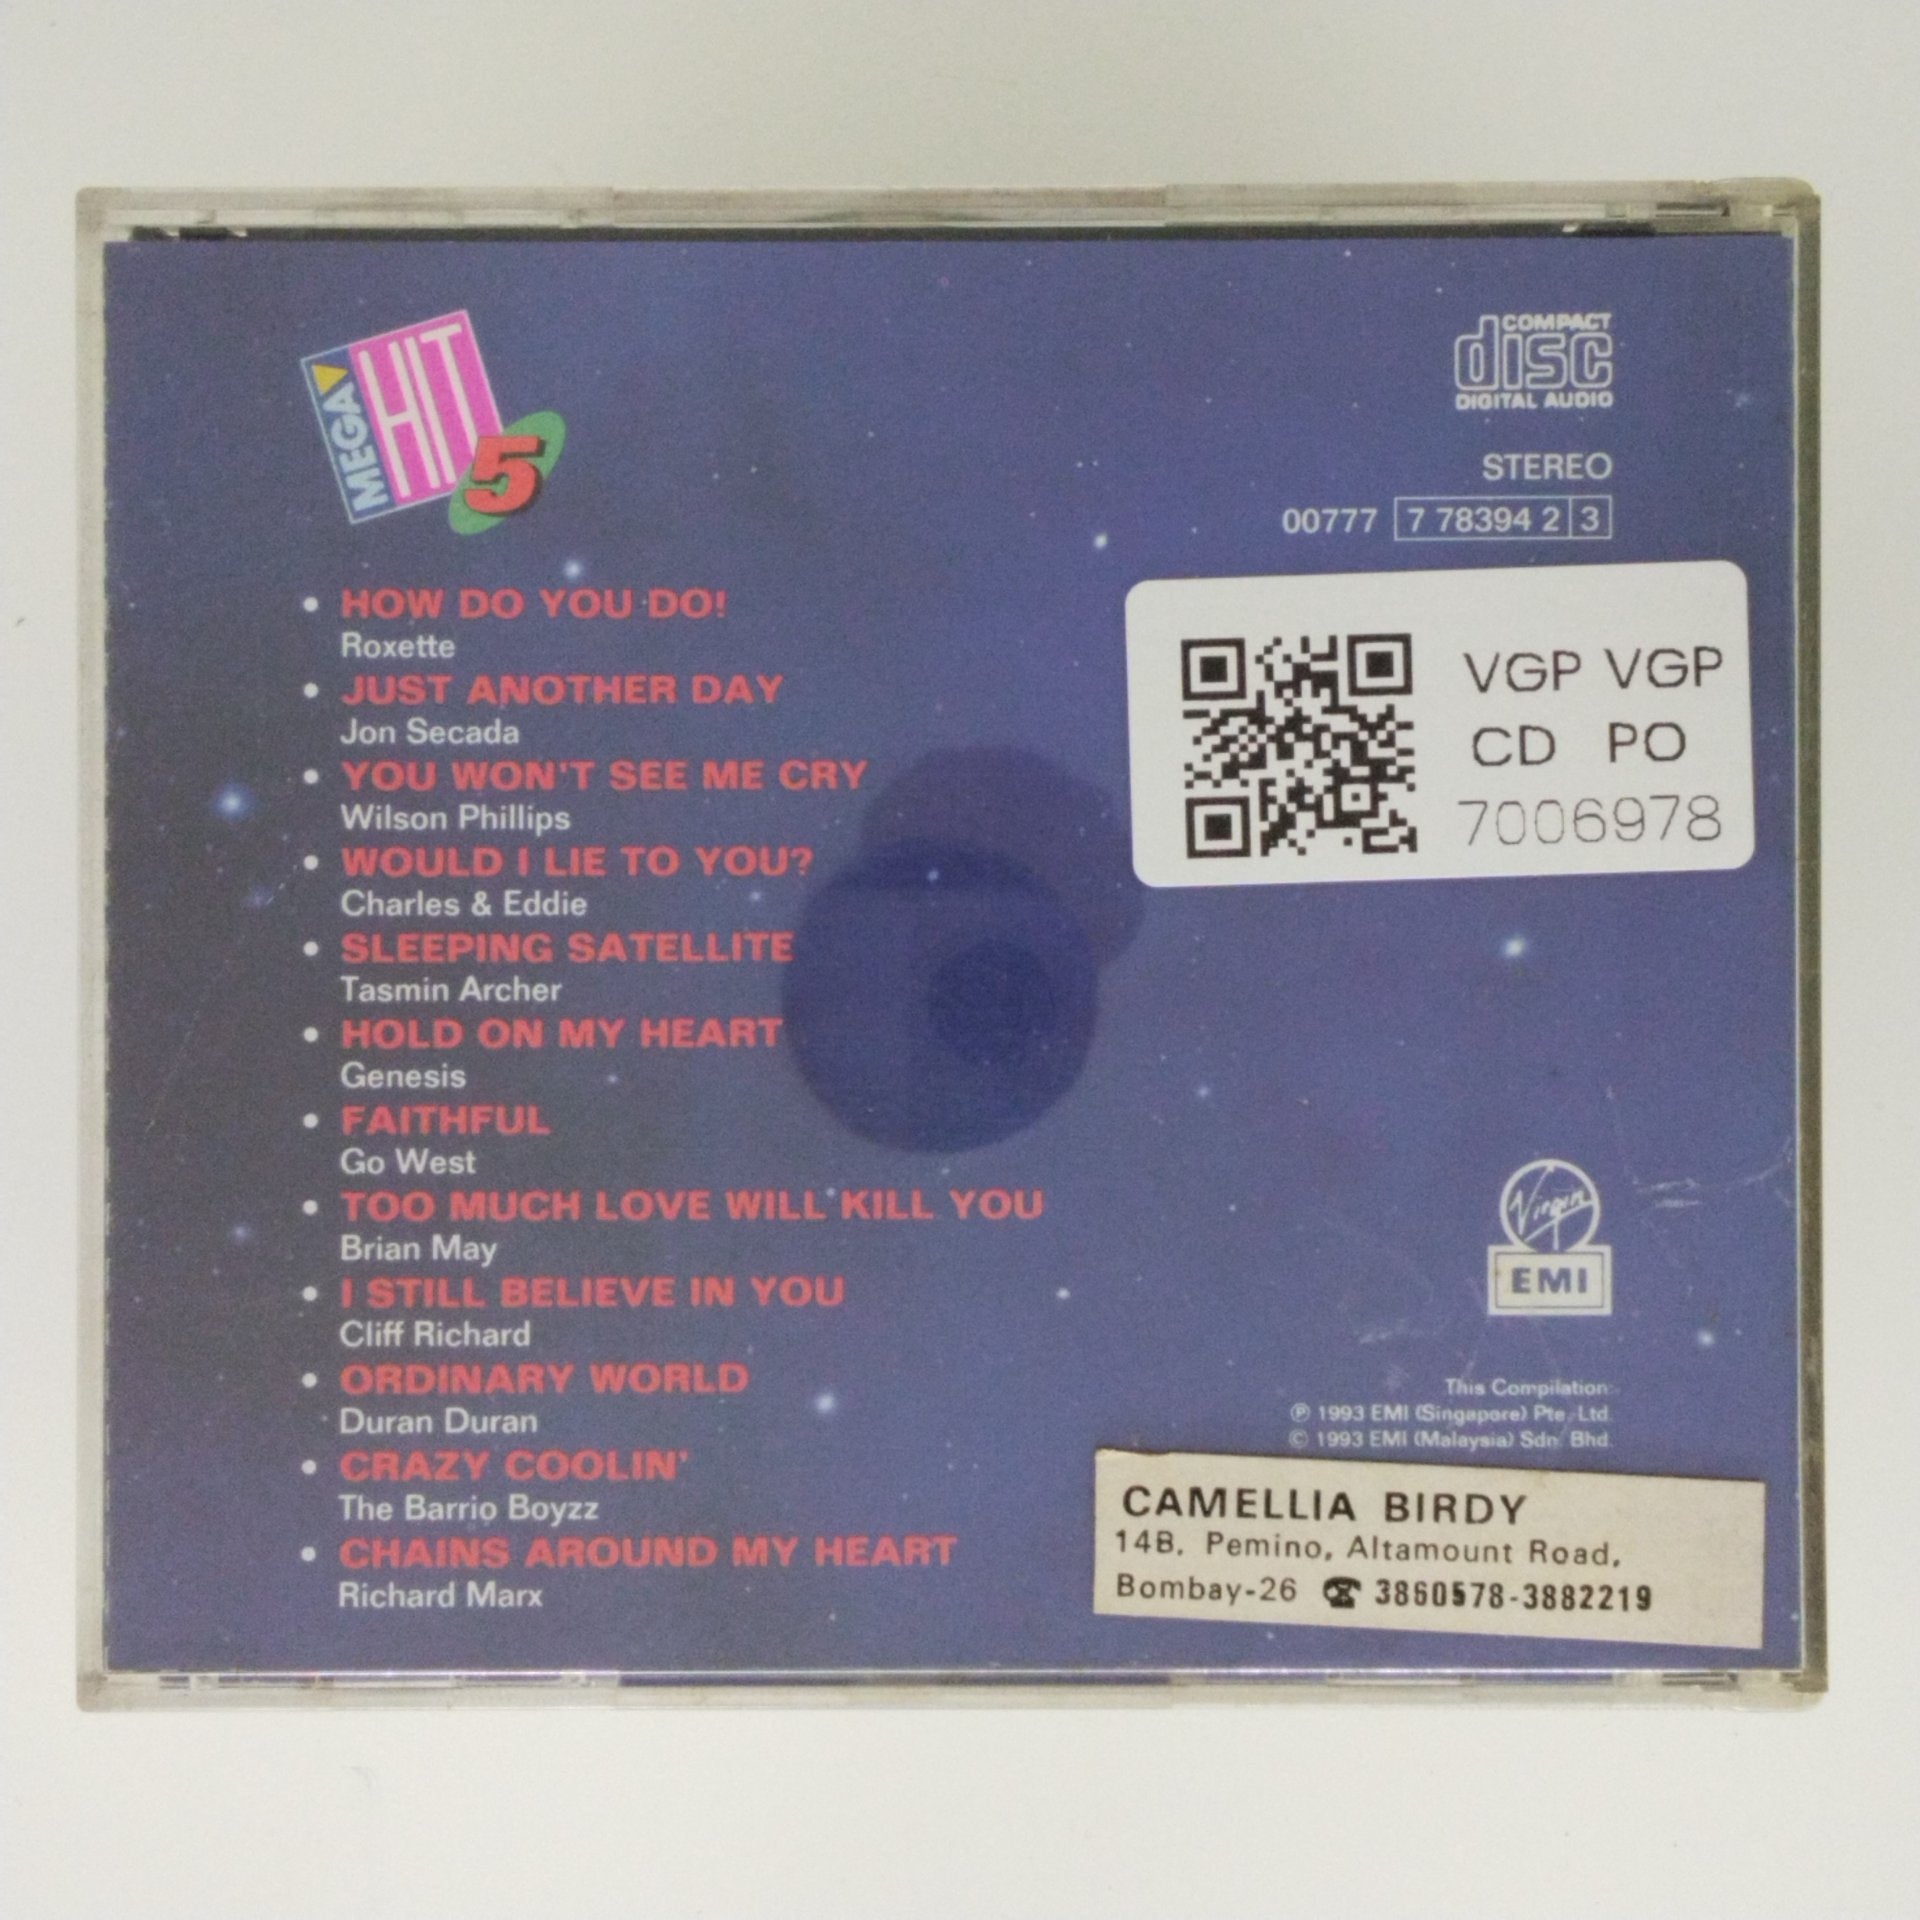 MEGA HIT 5
COMPACT
disc
DIGITAL AUDIO
STEREO
00777 7 78394 2 3
• HOW DO YOU DO!
Roxette
• JUST ANOTHER DAY
Jon Secada
• YOU WON'T SEE ME CRY
Wilson Phillips
• WOULD I LIE TO YOU?
Charles & Eddie
• SLEEPING SATELLITE
Tasmin Archer
• HOLD ON MY HEART
Genesis
• FAITHFUL
Go West
• TOO MUCH LOVE WILL KILL YOU
Brian May
• I STILL BELIEVE IN YOU
Cliff Richard
• ORDINARY WORLD
Duran Duran
• CRAZY COOLIN'
The Barrio Boyzz
• CHAINS AROUND MY HEART
Richard Marx
VGP VGP
CD PO
7006978
Virgin
EMI
This Compilation:
℗ 1993 EMI (Singapore) Pte. Ltd.
© 1993 EMI (Malaysia) Sdn. Bhd.
CAMELLIA BIRDY
14B. Pemino, Altamount Road,
Bombay-26 ☎ 3860578-3882219